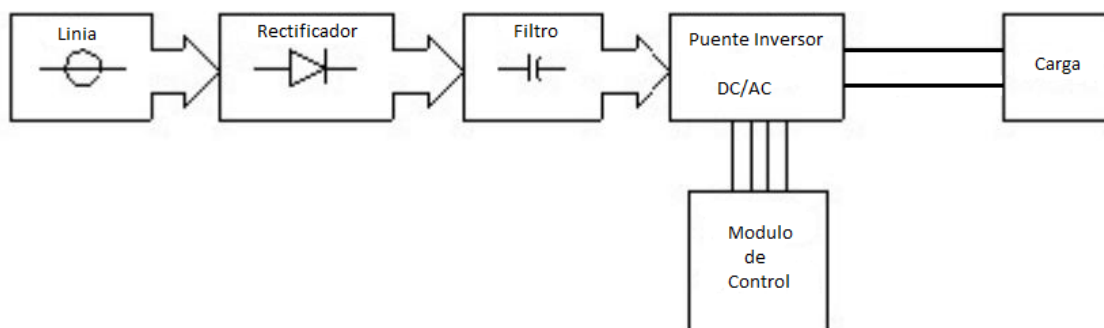 Linia
Rectificador
Filtro
Puente Inversor
DC/AC
Carga
Modulo
de
Control